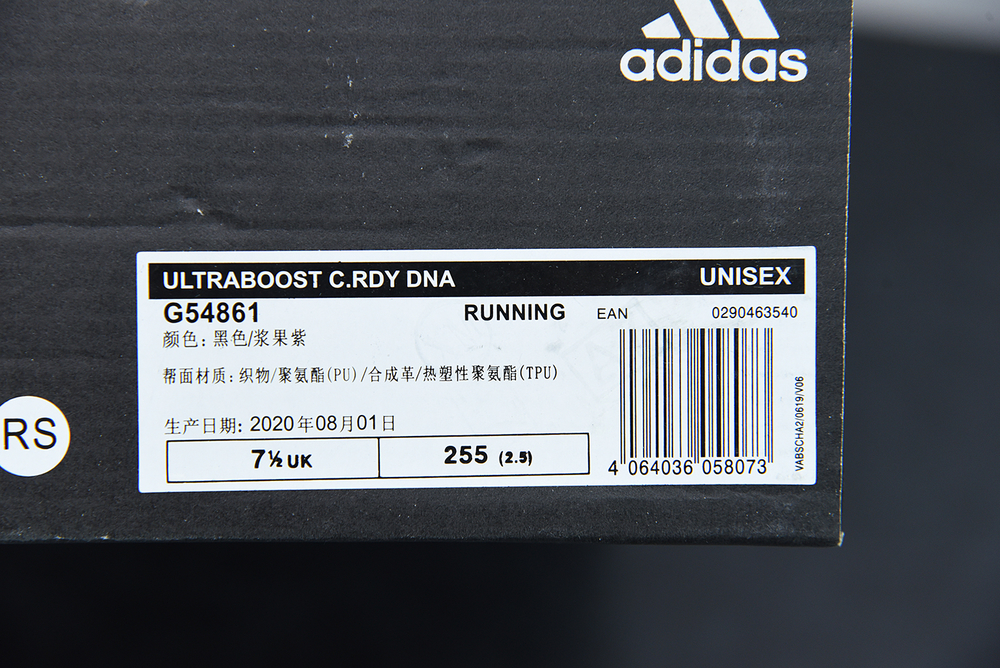 adidas
ULTRABOOST C.RDY DNA UNISEX
G54861 RUNNING EAN 0290463540
颜色: 黑色/浆果紫
帮面材质: 织物/聚氨酯(PU)/合成革/热塑性聚氨酯(TPU)
生产日期: 2020年08月01日
RS
7½ UK 255 (2.5)
4 064036 058073
VABSCHA2/0619/V06